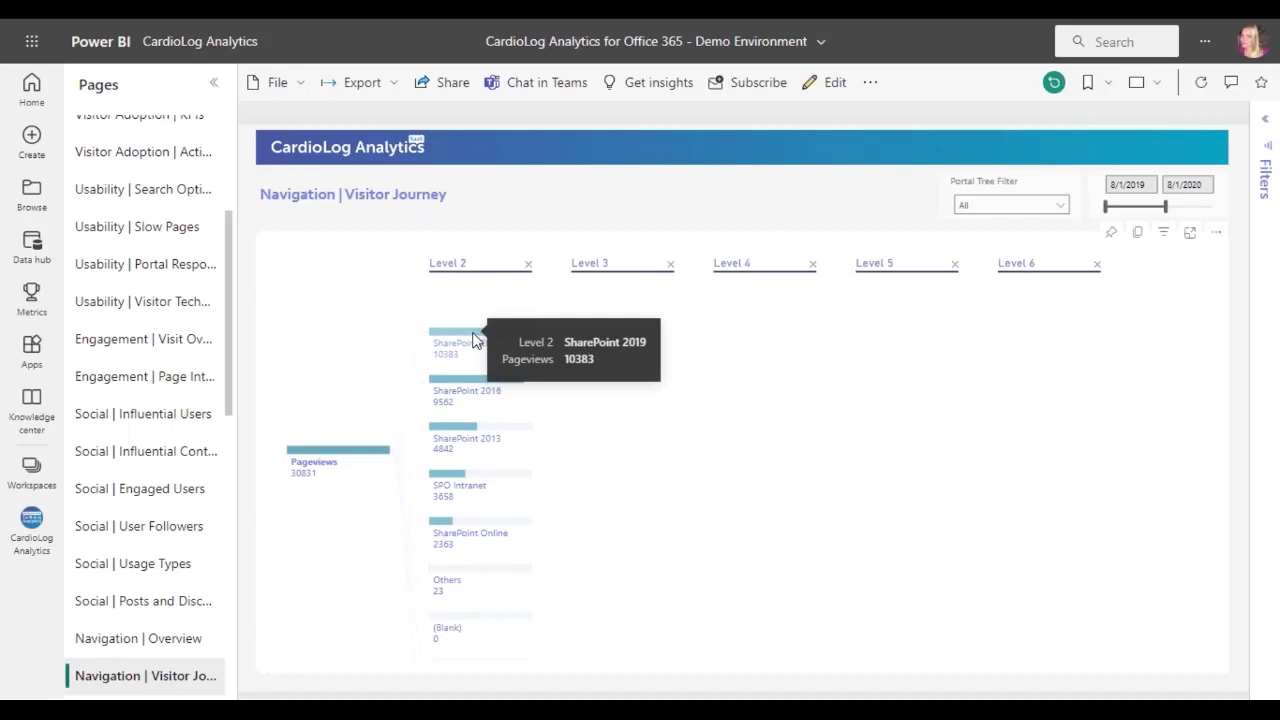 Power BI CardioLog Analytics
CardioLog Analytics for Office 365 - Demo Environment
Search
Home
Create
Browse
Data hub
Metrics
Apps
Knowledge
center
Workspaces
CardioLog
Analytics
Pages
Visitor Adoption | KPIs
Visitor Adoption | Acti...
Usability | Search Opti...
Usability | Slow Pages
Usability | Portal Respo...
Usability | Visitor Tech...
Engagement | Visit Ov...
Engagement | Page Int...
Social | Influential Users
Social | Influential Cont...
Social | Engaged Users
Social | User Followers
Social | Usage Types
Social | Posts and Disc...
Navigation | Overview
Navigation | Visitor Jo...
File Export Share Chat in Teams Get insights Subscribe Edit
CardioLog Analytics SaaS
Navigation | Visitor Journey
Portal Tree Filter
All
8/1/2019 8/1/2020
Filters
Level 2 Level 3 Level 4 Level 5 Level 6
Pageviews
30831
10383
SharePoint 2016
9562
SharePoint 2013
4842
SPO Intranet
3658
SharePoint Online
2363
Others
23
(Blank)
0
Level 2 SharePoint 2019
Pageviews 10383